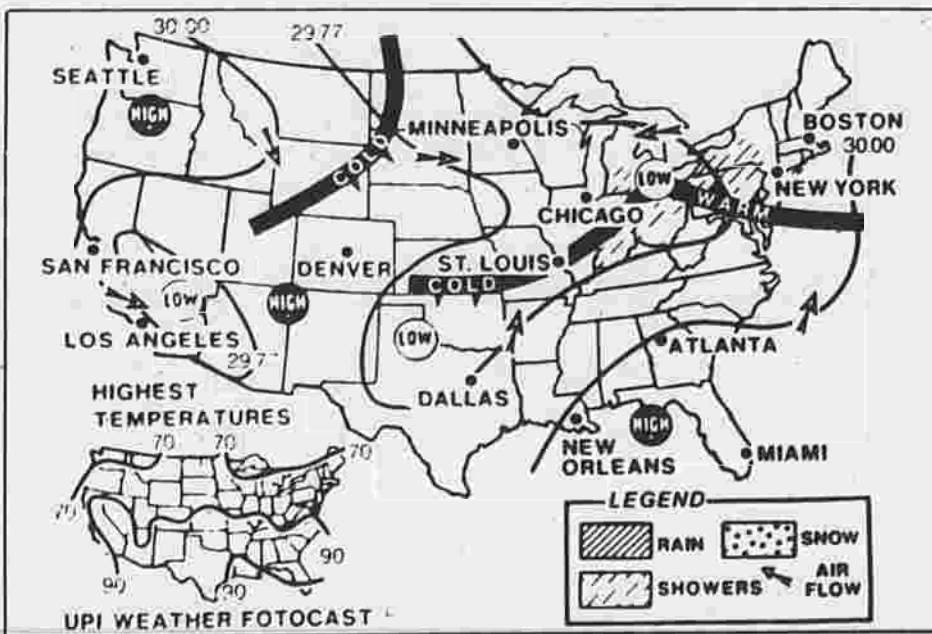 30.00
29.77
SEATTLE
HIGH
COLD
MINNEAPOLIS
BOSTON
30.00
LOW
NEW YORK
WARM
CHICAGO
SAN FRANCISCO
DENVER
ST. LOUIS
COLD
LOW
HIGH
LOS ANGELES
29.77
LOW
ATLANTA
DALLAS
HIGH
NEW
ORLEANS
MIAMI
HIGHEST
TEMPERATURES
70
70
70
70
90
90
90
LEGEND
RAIN
SNOW
SHOWERS
AIR
FLOW
UPI WEATHER FOTOCAST